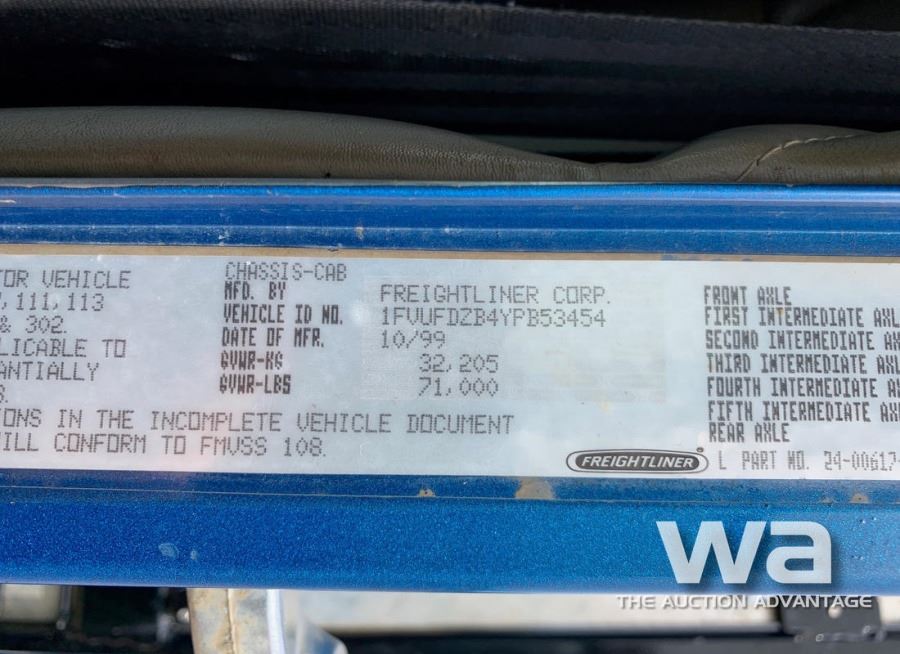 TOR VEHICLE
, 111, 113
& 302.
LICABLE TO
ANTIALLY
IONS IN THE INCOMPLETE VEHICLE DOCUMENT
ILL CONFORM TO FMVSS 108.
CHASSIS-CAB
MFD. BY FREIGHTLINER CORP.
VEHICLE ID NO. 1FVUFDZB4YPB53454
DATE OF MFR. 10/99
GVWR-KG 32,205
GVWR-LBS 71,000
FRONT AXLE
FIRST INTERMEDIATE AXL
SECOND INTERMEDIATE AX
THIRD INTERMEDIATE AXL
FOURTH INTERMEDIATE AX
FIFTH INTERMEDIATE AXL
REAR AXLE
FREIGHTLINER® L PART NO. 24-00617-
wa
THE AUCTION ADVANTAGE